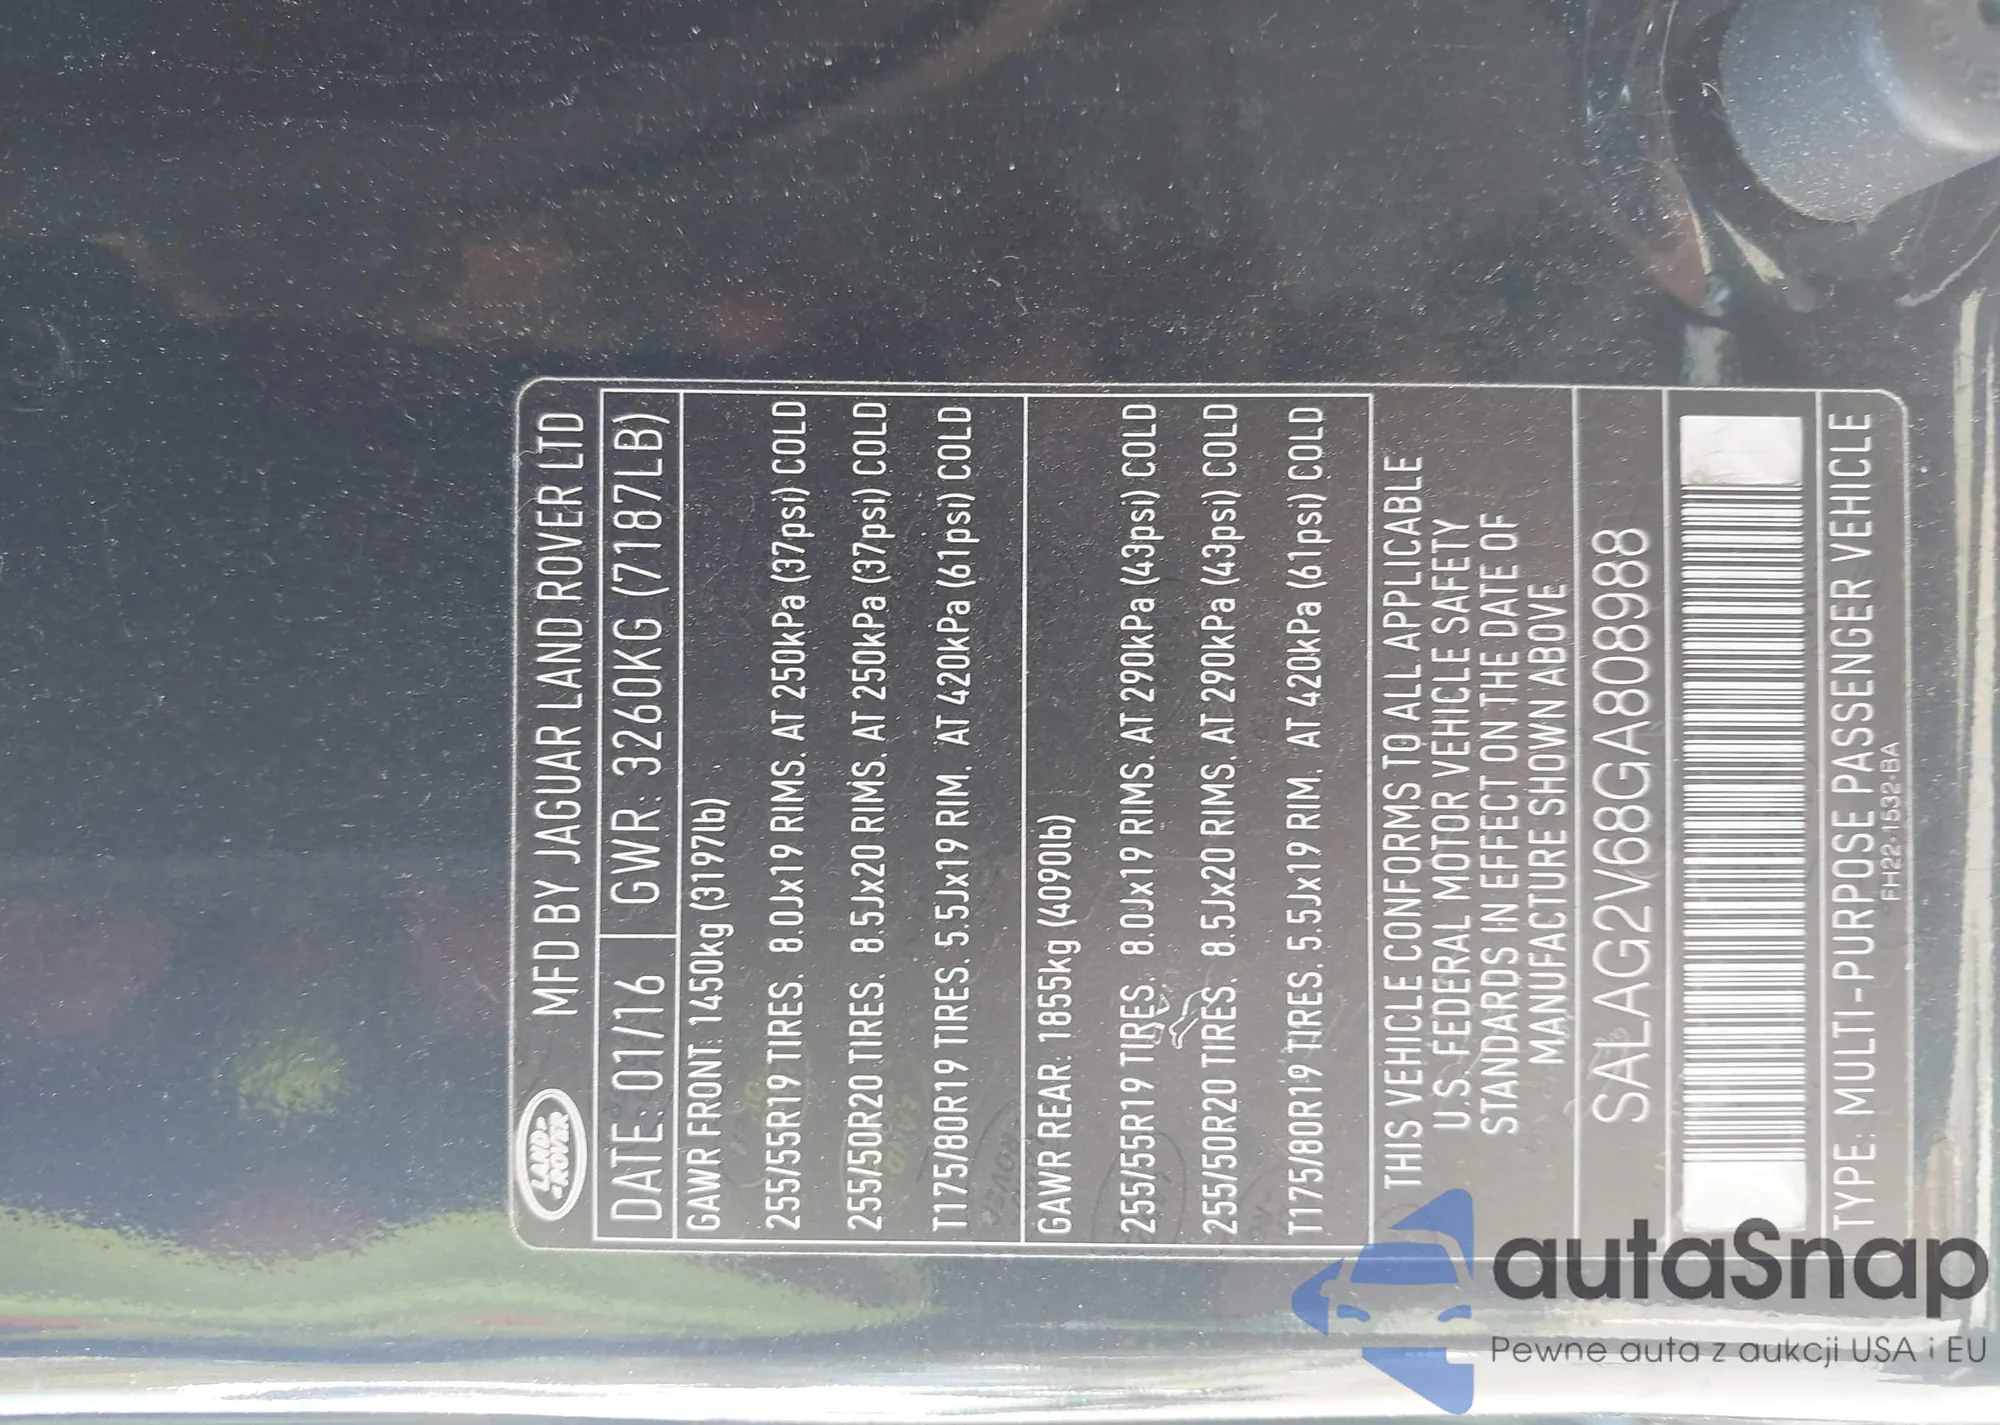 LAND ROVER
MFD BY JAGUAR LAND ROVER LTD
DATE: 01/16 GWR: 3260KG (7187LB)
GAWR FRONT: 1450kg (3197lb)
255/55R19 TIRES. 8.0Jx19 RIMS. AT 250kPa (37psi) COLD
255/50R20 TIRES. 8.5Jx20 RIMS. AT 250kPa (37psi) COLD
T175/80R19 TIRES. 5.5Jx19 RIM. AT 420kPa (61psi) COLD
GAWR REAR: 1855kg (4090lb)
255/55R19 TIRES. 8.0Jx19 RIMS. AT 290kPa (43psi) COLD
255/50R20 TIRES. 8.5Jx20 RIMS. AT 290kPa (43psi) COLD
T175/80R19 TIRES. 5.5Jx19 RIM. AT 420kPa (61psi) COLD
THIS VEHICLE CONFORMS TO ALL APPLICABLE
U.S. FEDERAL MOTOR VEHICLE SAFETY
STANDARDS IN EFFECT ON THE DATE OF
MANUFACTURE SHOWN ABOVE
SALAG2V68GA808988
TYPE: MULTI-PURPOSE PASSENGER VEHICLE
FH22-1532-BA
autaSnap
Pewne auta z aukcji USA i EU